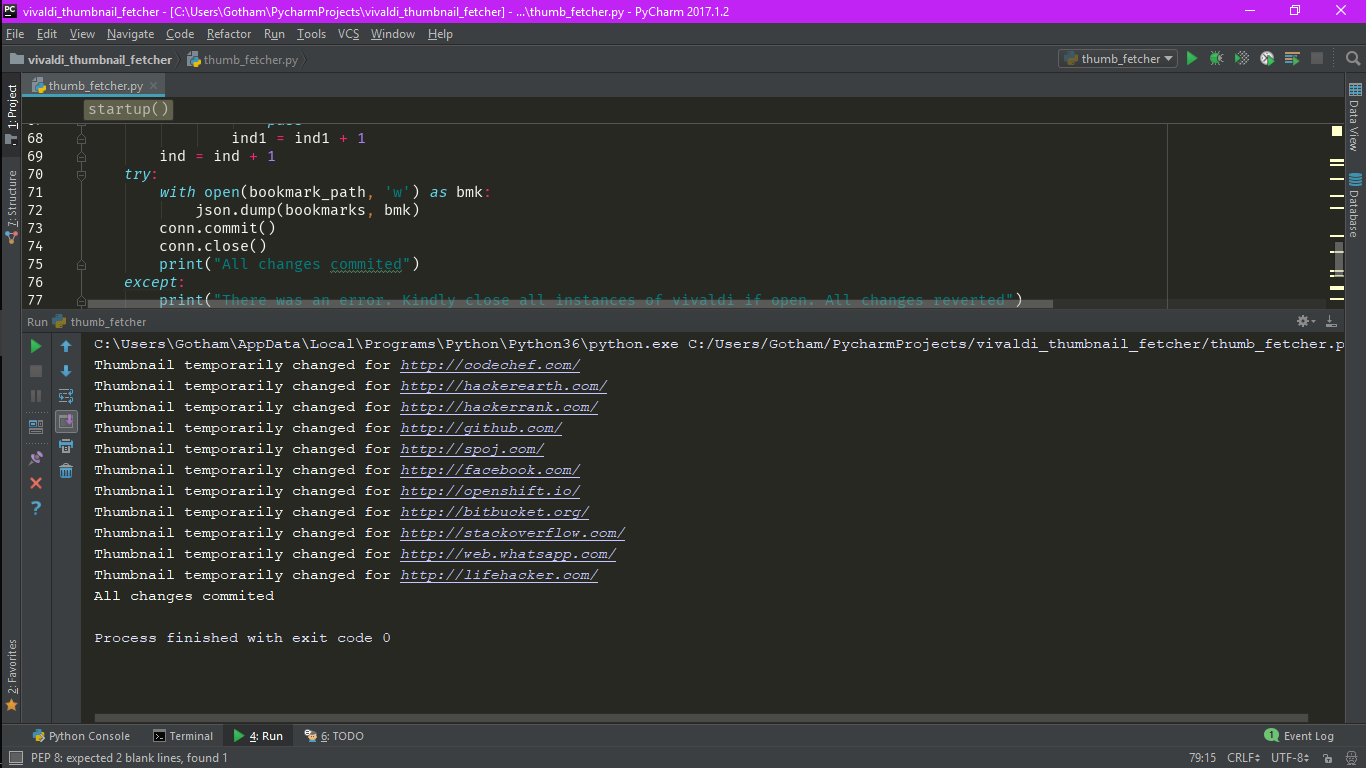 vivaldi_thumbnail_fetcher - [C:\Users\Gotham\PycharmProjects\vivaldi_thumbnail_fetcher] - ...\thumb_fetcher.py - PyCharm 2017.1.2
File Edit View Navigate Code Refactor Run Tools VCS Window Help
vivaldi_thumbnail_fetcher thumb_fetcher.py thumb_fetcher
thumb_fetcher.py
startup()
68 ind1 = ind1 + 1
69 ind = ind + 1
70 try:
71 with open(bookmark_path, 'w') as bmk:
72 json.dump(bookmarks, bmk)
73 conn.commit()
74 conn.close()
75 print("All changes commited")
76 except:
77 print("There was an error. Kindly close all instances of vivaldi if open. All changes reverted")
1: Project
7: Structure
2: Favorites
Data View
Database
Run thumb_fetcher
C:\Users\Gotham\AppData\Local\Programs\Python\Python36\python.exe C:/Users/Gotham/PycharmProjects/vivaldi_thumbnail_fetcher/thumb_fetcher.p
Thumbnail temporarily changed for http://codechef.com/
Thumbnail temporarily changed for http://hackerearth.com/
Thumbnail temporarily changed for http://hackerrank.com/
Thumbnail temporarily changed for http://github.com/
Thumbnail temporarily changed for http://spoj.com/
Thumbnail temporarily changed for http://facebook.com/
Thumbnail temporarily changed for http://openshift.io/
Thumbnail temporarily changed for http://bitbucket.org/
Thumbnail temporarily changed for http://stackoverflow.com/
Thumbnail temporarily changed for http://web.whatsapp.com/
Thumbnail temporarily changed for http://lifehacker.com/
All changes commited
Process finished with exit code 0
Python Console Terminal 4: Run 6: TODO 1 Event Log
PEP 8: expected 2 blank lines, found 1 79:15 CRLF UTF-8